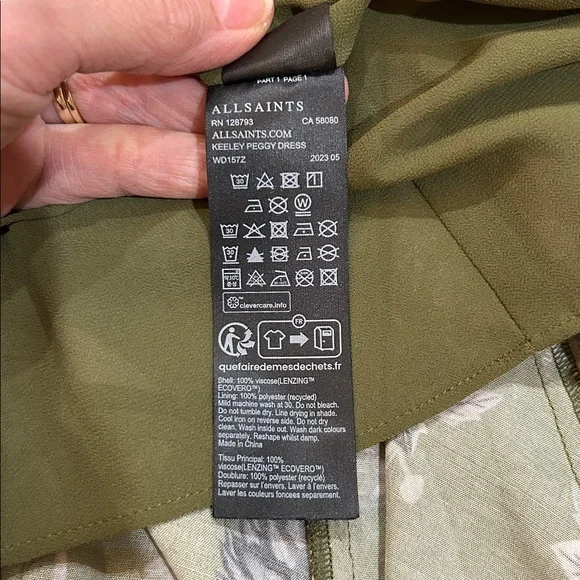 PART 1 PAGE 1
ALLSAINTS
RN 128793 CA 58080
ALLSAINTS.COM
KEELEY PEGGY DRESS
WD157Z 2023 05
30
W
30
30
clevercare.info
FR
quefairedemesdechets.fr
Shell: 100% viscose(LENZING™
ECOVERO™)
Lining: 100% polyester (recycled)
Mild machine wash at 30. Do not bleach.
Do not tumble dry. Line drying in shade.
Cool iron on reverse side. Do not dry
clean. Wash inside out. Wash dark colours
separately. Reshape whilst damp.
Made in China
Tissu Principal: 100%
viscose(LENZING™ ECOVERO™)
Doublure: 100% polyester (recyclé)
Repasser sur l'envers. Laver à l'envers.
Laver les couleurs foncées separement.